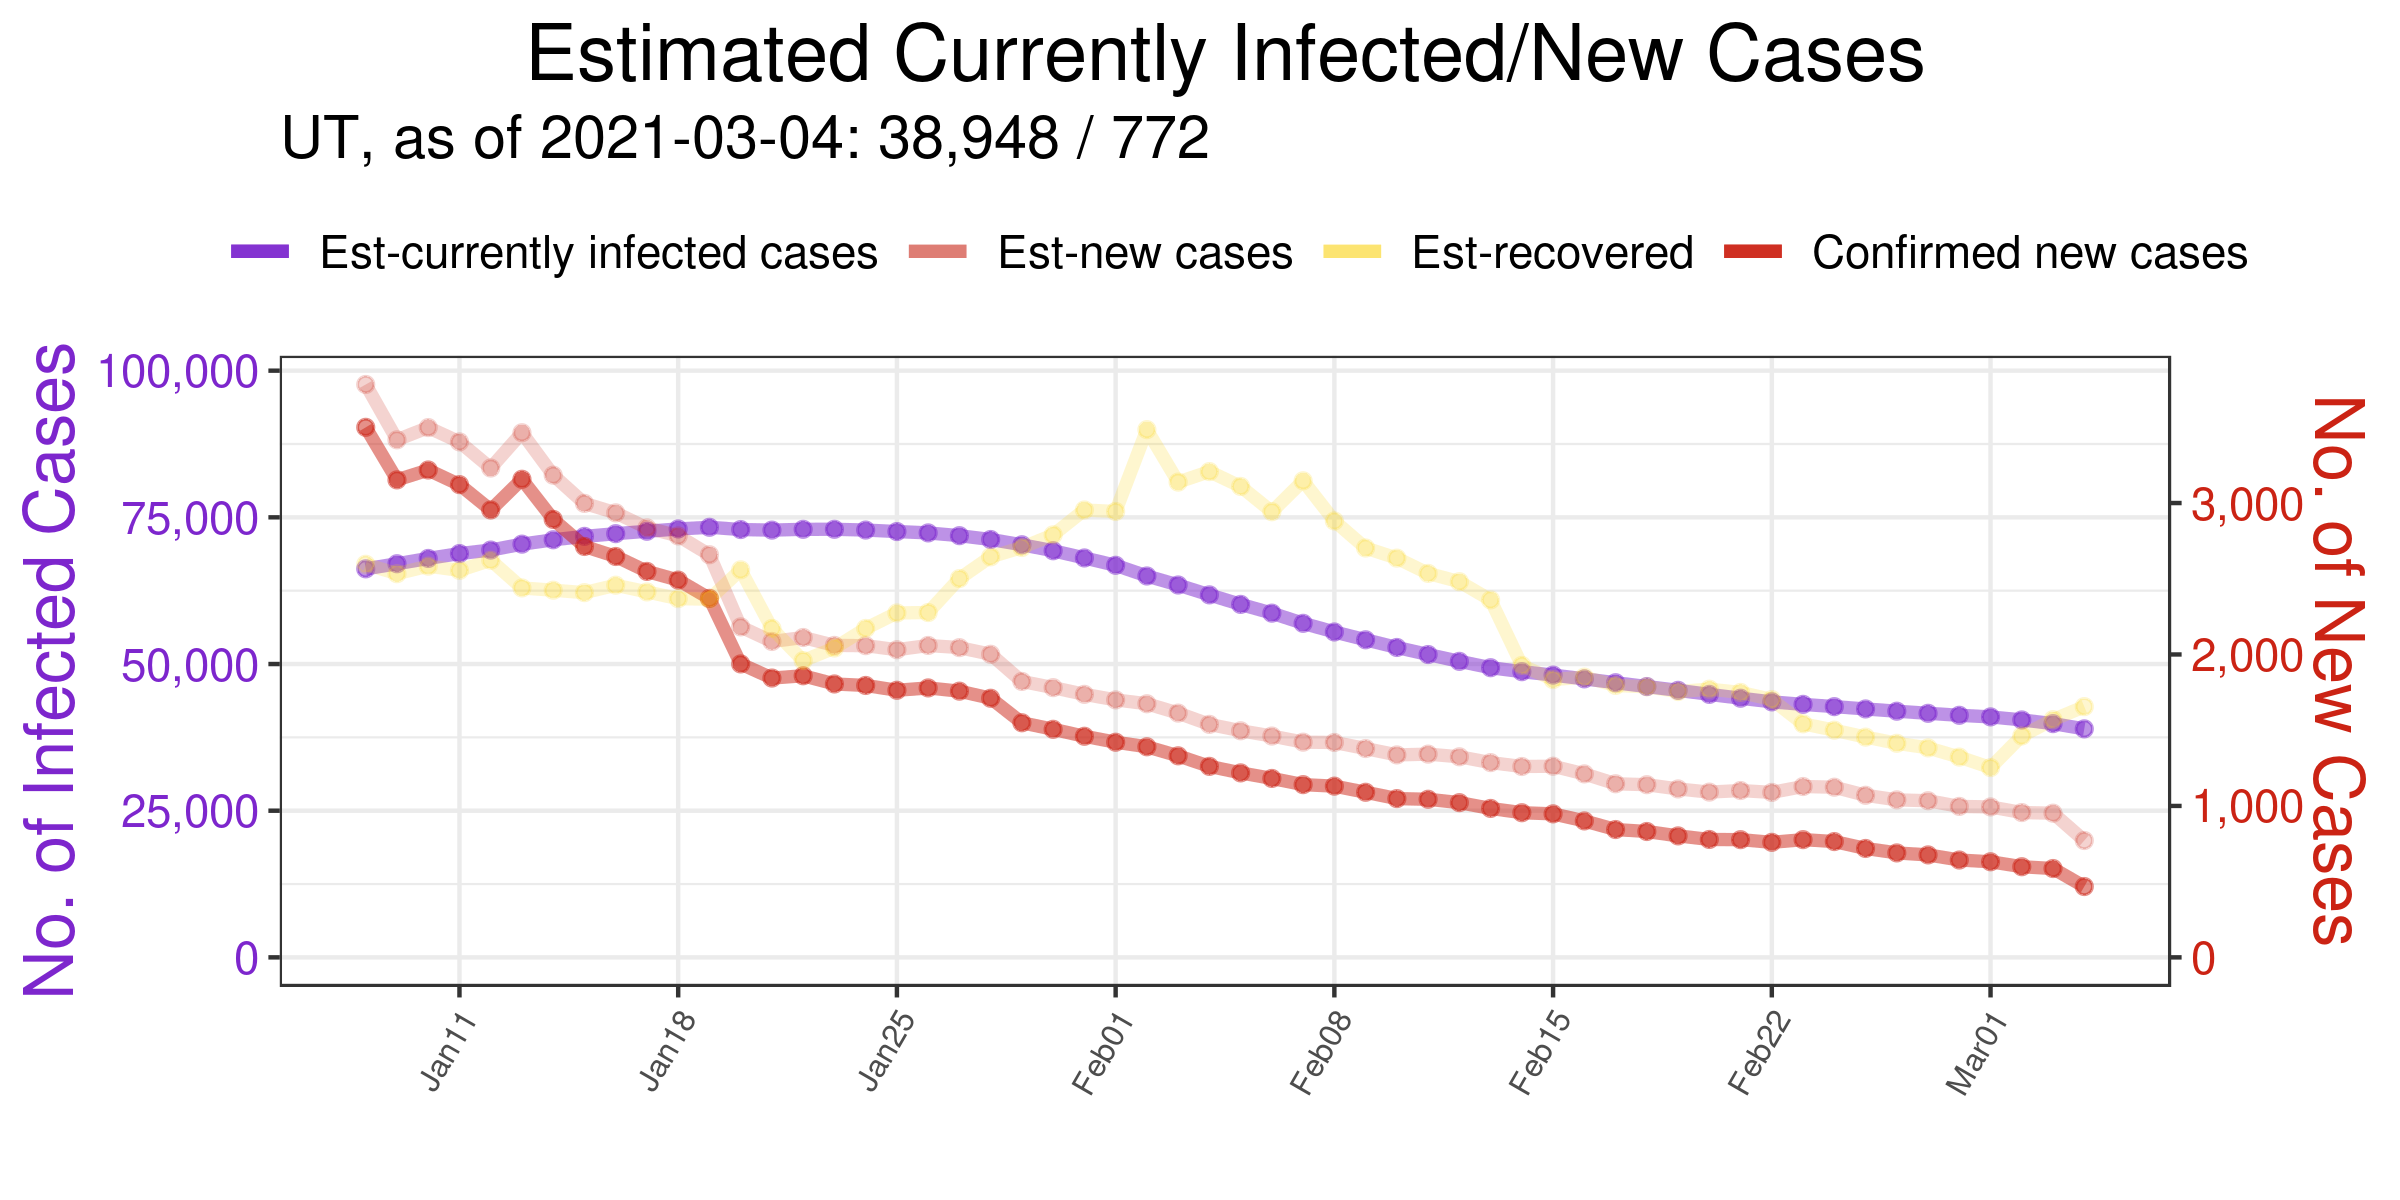 Estimated Currently Infected/New Cases
UT, as of 2021-03-04: 38,948 / 772
Est-currently infected cases Est-new cases Est-recovered Confirmed new cases
No. of Infected Cases
100,000
75,000
50,000
25,000
0
3,000
2,000
1,000
0
No. of New Cases
Jan11 Jan18 Jan25 Feb01 Feb08 Feb15 Feb22 Mar01